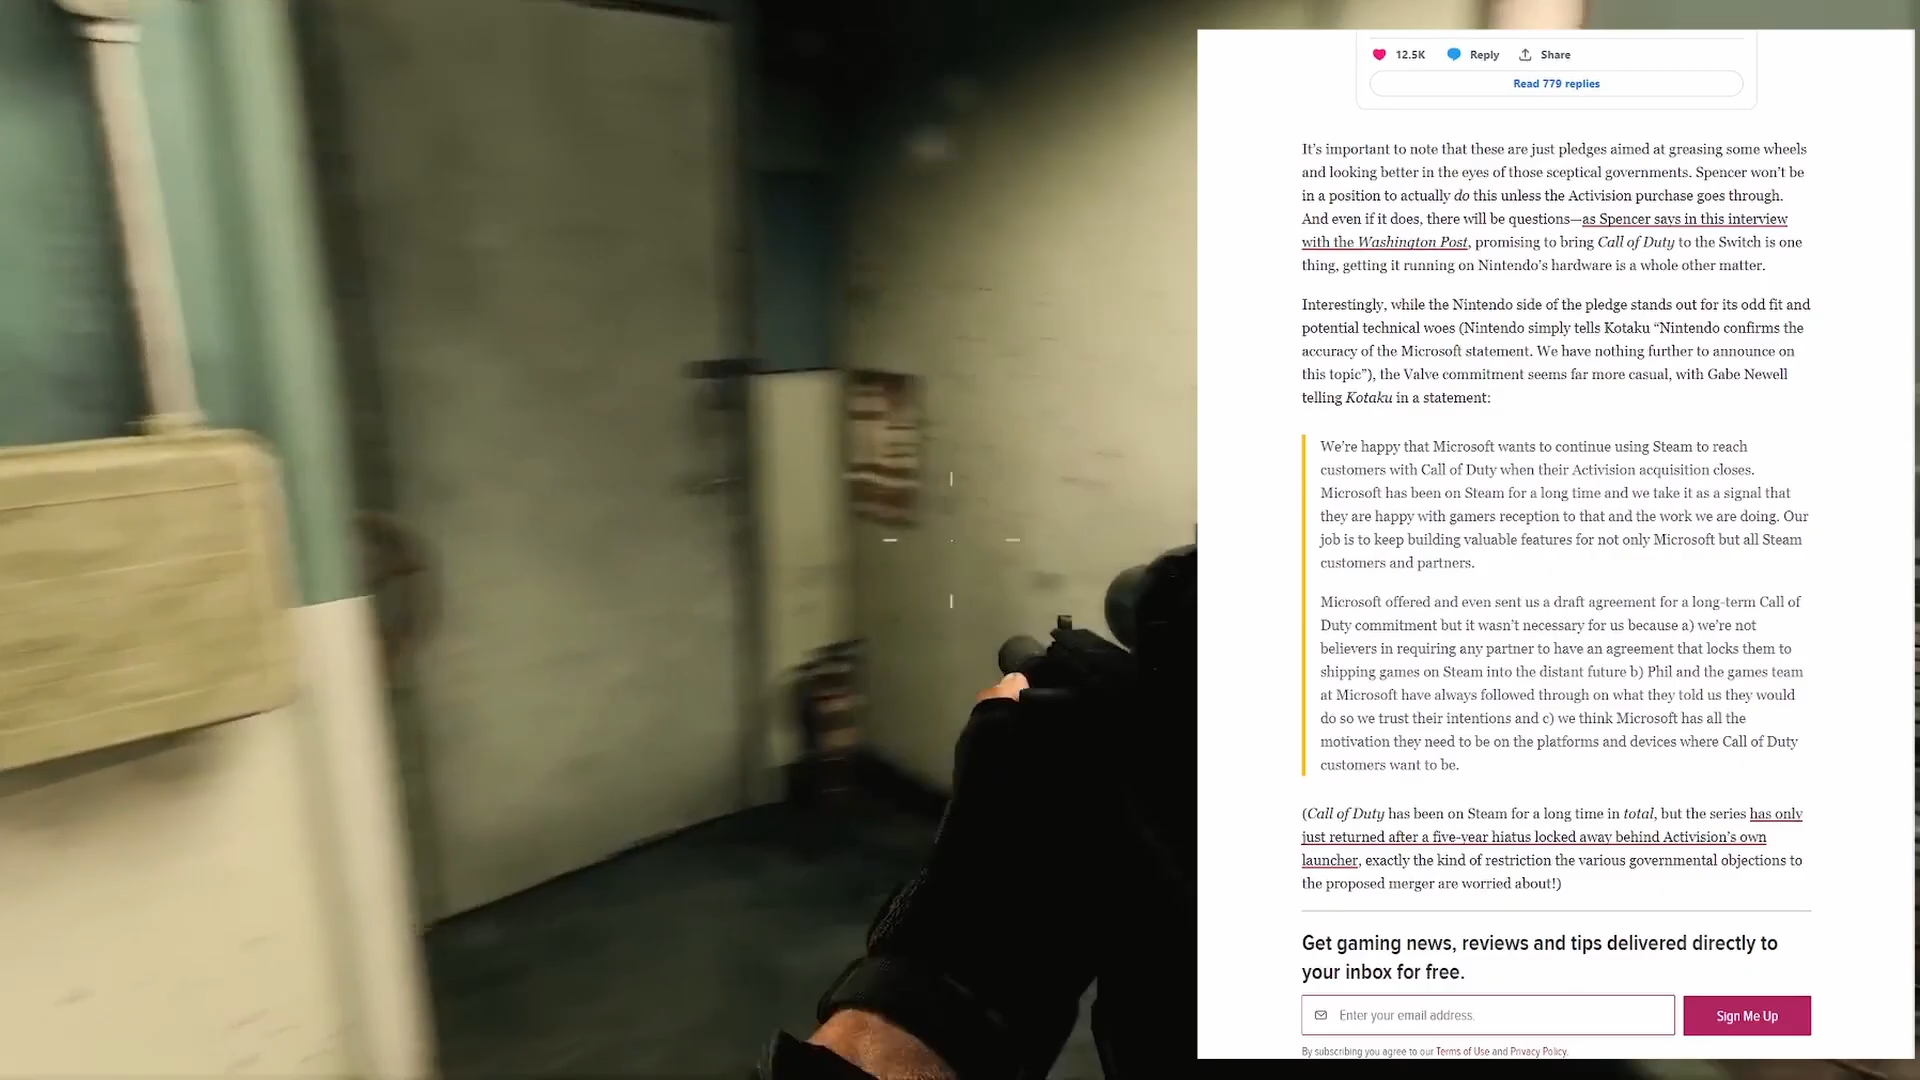 12.5K Reply Share
Read 779 replies
It’s important to note that these are just pledges aimed at greasing some wheels
and looking better in the eyes of those sceptical governments. Spencer won’t be
in a position to actually do this unless the Activision purchase goes through.
And even if it does, there will be questions—as Spencer says in this interview
with the Washington Post, promising to bring Call of Duty to the Switch is one
thing, getting it running on Nintendo’s hardware is a whole other matter.
Interestingly, while the Nintendo side of the pledge stands out for its odd fit and
potential technical woes (Nintendo simply tells Kotaku “Nintendo confirms the
accuracy of the Microsoft statement. We have nothing further to announce on
this topic”), the Valve commitment seems far more casual, with Gabe Newell
telling Kotaku in a statement:
We’re happy that Microsoft wants to continue using Steam to reach
customers with Call of Duty when their Activision acquisition closes.
Microsoft has been on Steam for a long time and we take it as a signal that
they are happy with gamers reception to that and the work we are doing. Our
job is to keep building valuable features for not only Microsoft but all Steam
customers and partners.
Microsoft offered and even sent us a draft agreement for a long-term Call of
Duty commitment but it wasn’t necessary for us because a) we’re not
believers in requiring any partner to have an agreement that locks them to
shipping games on Steam into the distant future b) Phil and the games team
at Microsoft have always followed through on what they told us they would
do so we trust their intentions and c) we think Microsoft has all the
motivation they need to be on the platforms and devices where Call of Duty
customers want to be.
(Call of Duty has been on Steam for a long time in total, but the series has only
just returned after a five-year hiatus locked away behind Activision’s own
launcher, exactly the kind of restriction the various governmental objections to
the proposed merger are worried about!)
Get gaming news, reviews and tips delivered directly to
your inbox for free.
Enter your email address.
Sign Me Up
By subscribing you agree to our Terms of Use and Privacy Policy.